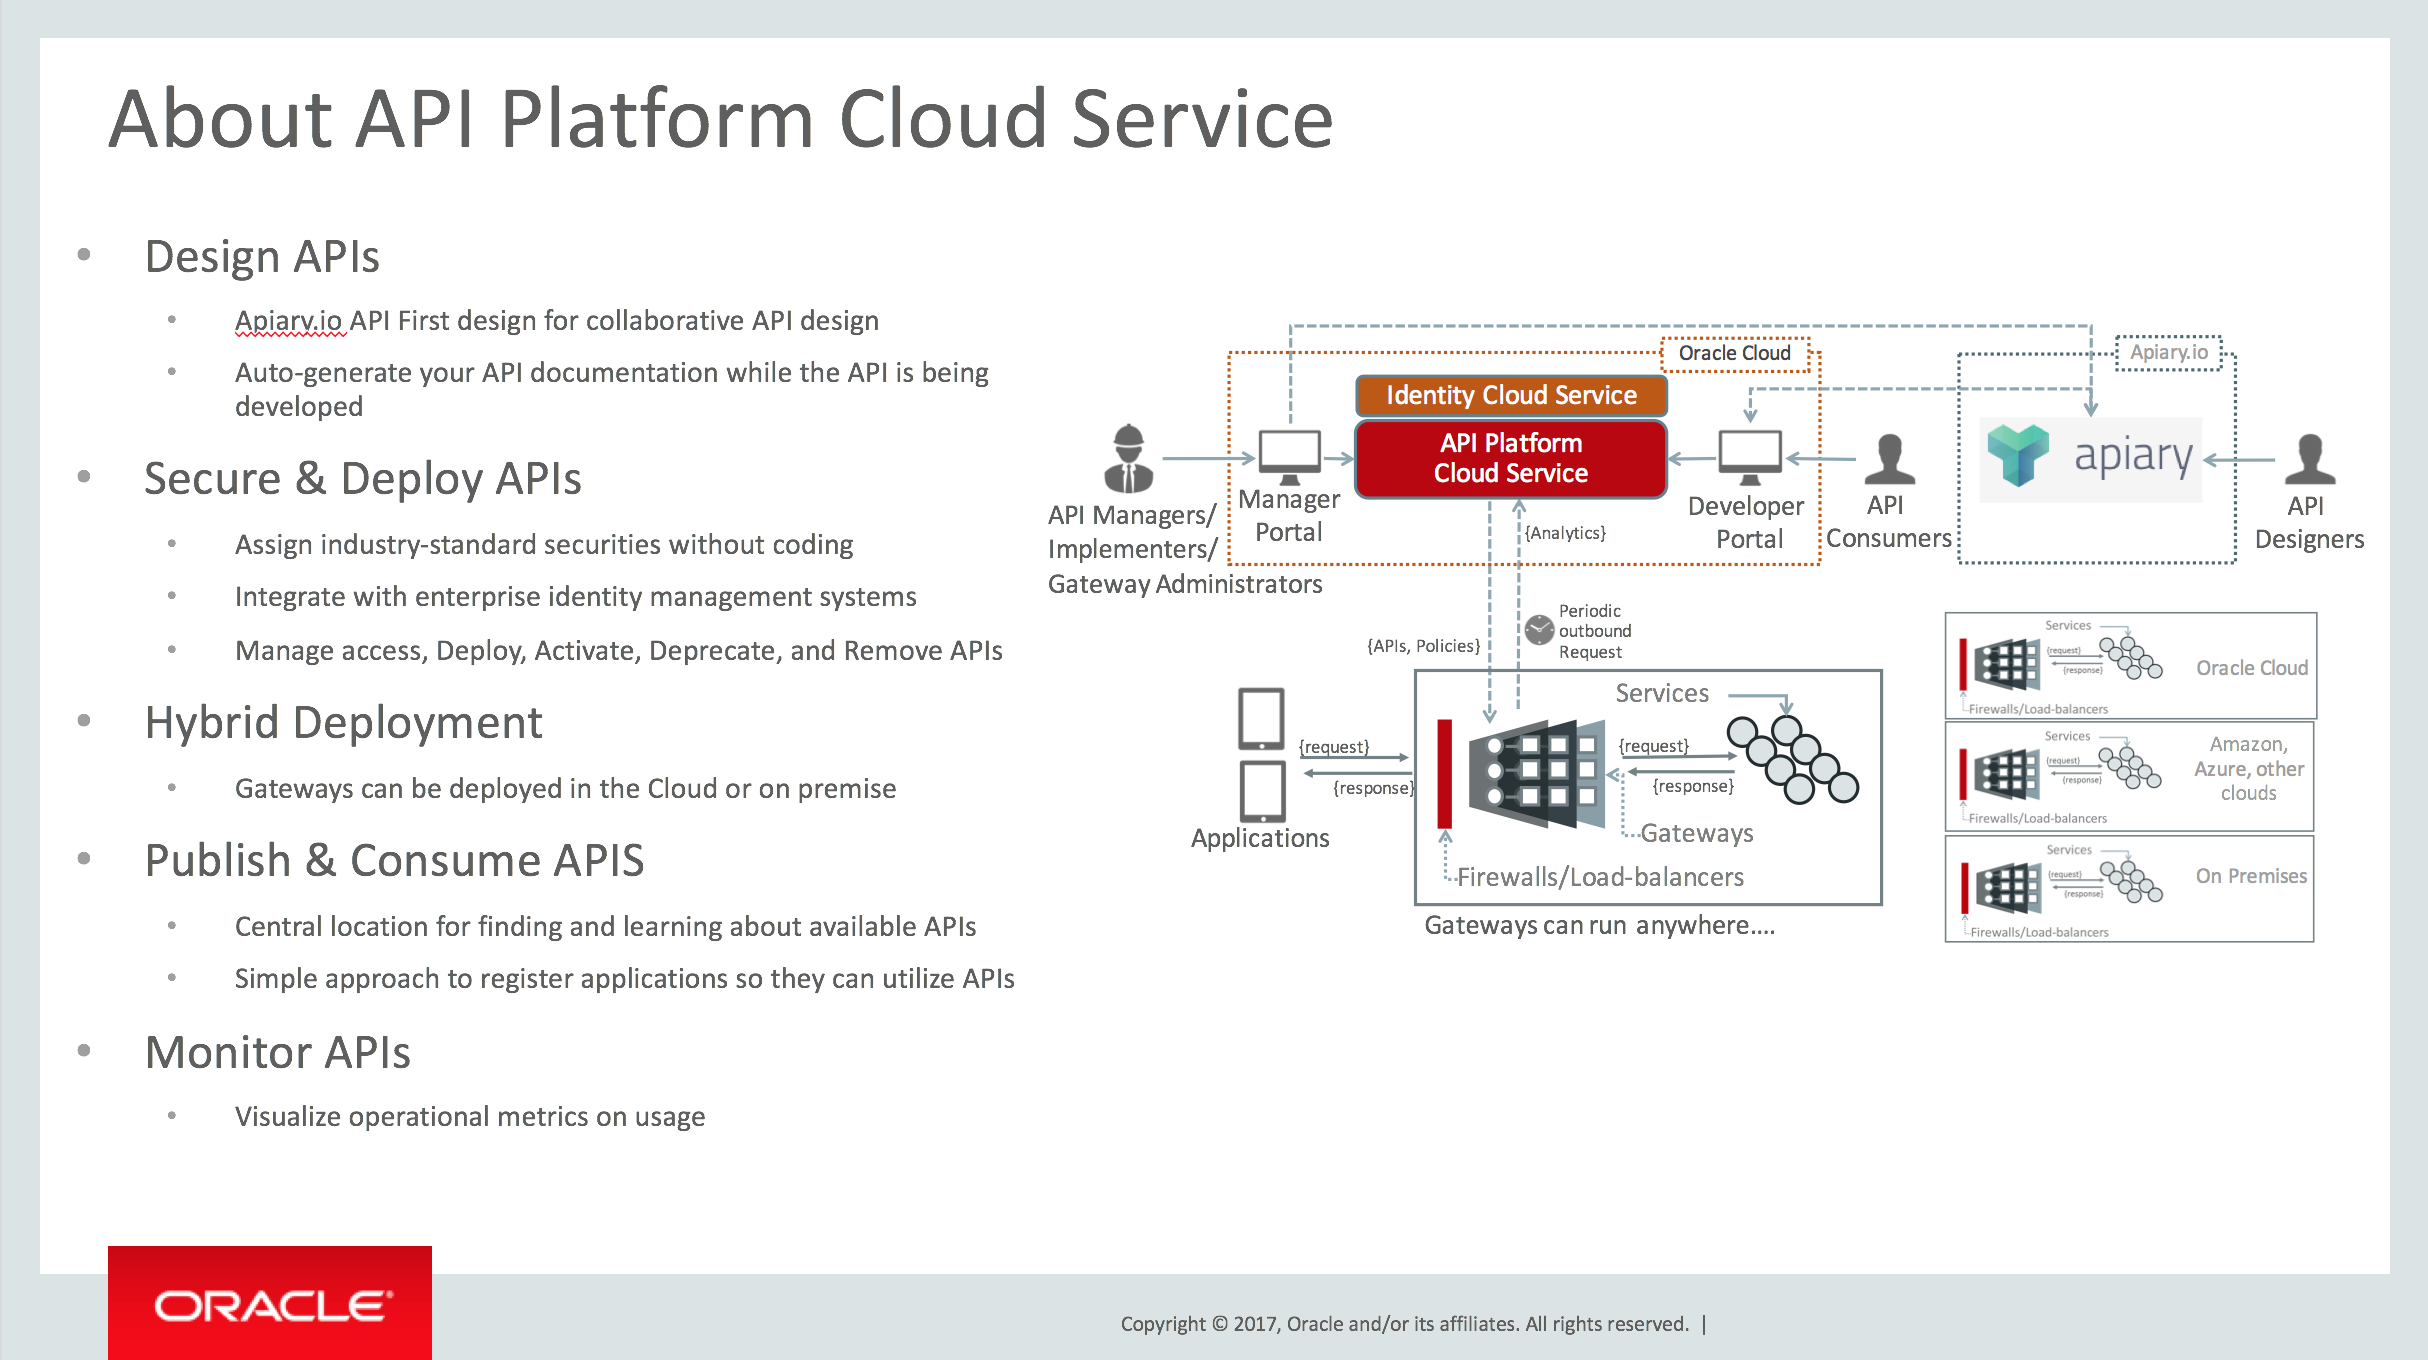 About API Platform Cloud Service
• Design APIs
• Apiary.io API First design for collaborative API design
• Auto-generate your API documentation while the API is being
developed
• Secure & Deploy APIs
• Assign industry-standard securities without coding
• Integrate with enterprise identity management systems
• Manage access, Deploy, Activate, Deprecate, and Remove APIs
• Hybrid Deployment
• Gateways can be deployed in the Cloud or on premise
• Publish & Consume APIS
• Central location for finding and learning about available APIs
• Simple approach to register applications so they can utilize APIs
• Monitor APIs
• Visualize operational metrics on usage
Oracle Cloud
Apiary.io
Identity Cloud Service
API Platform
Cloud Service
API Managers/
Implementers/
Gateway Administrators
Manager
Portal
Developer
Portal
API
Consumers
apiary
API
Designers
{Analytics}
{APIs, Policies}
Periodic
outbound
Request
Applications
{request}
{response}
Services
{request}
{response}
Gateways
Firewalls/Load-balancers
Gateways can run anywhere....
Services
{request}
{response}
Firewalls/Load-balancers
Oracle Cloud
Services
{request}
{response}
Firewalls/Load-balancers
Amazon,
Azure, other
clouds
Services
{request}
{response}
Firewalls/Load-balancers
On Premises
ORACLE®
Copyright © 2017, Oracle and/or its affiliates. All rights reserved. |